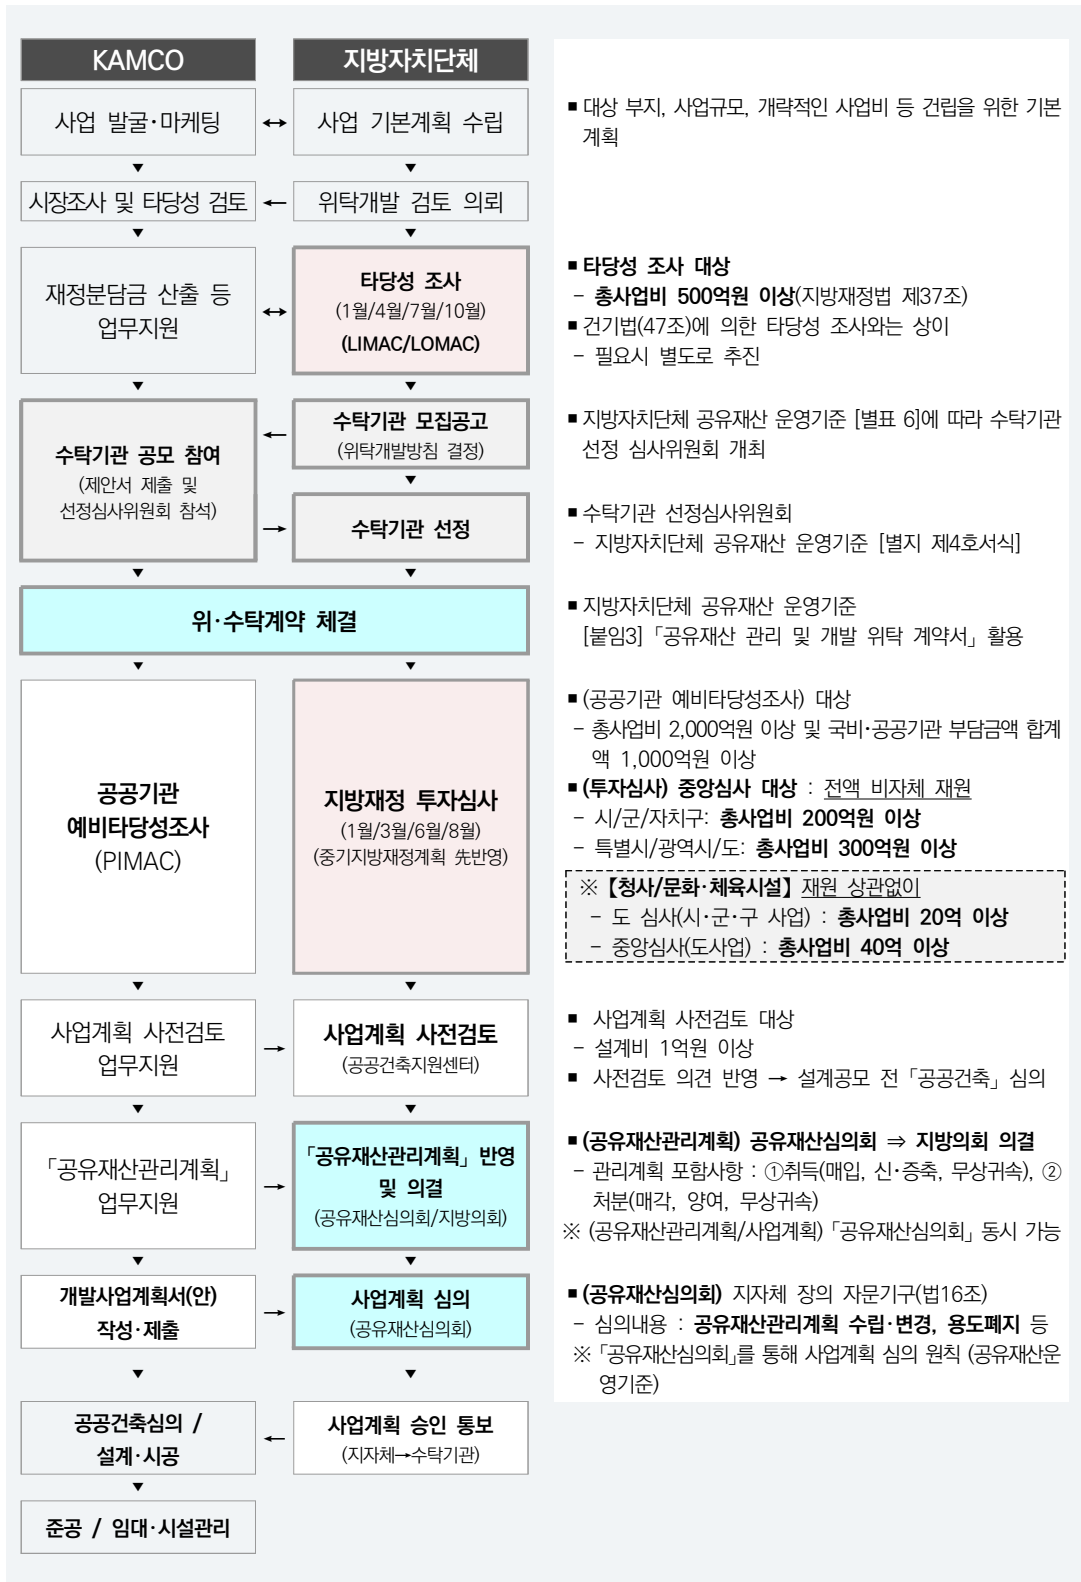 KAMCO
지방자치단체
사업 발굴·마케팅
↔
사업 기본계획 수립
■ 대상 부지, 사업규모, 개략적인 사업비 등 건립을 위한 기본
계획
▼
▼
시장조사 및 타당성 검토
←
위탁개발 검토 의뢰
▼
▼
재정분담금 산출 등
업무지원
↔
타당성 조사
(1월/4월/7월/10월)
(LIMAC/LOMAC)
■ 타당성 조사 대상
- 총사업비 500억원 이상(지방재정법 제37조)
■ 건기법(47조)에 의한 타당성 조사와는 상이
- 필요시 별도로 추진
▼
▼
수탁기관 공모 참여
(제안서 제출 및
선정심사위원회 참석)
←
수탁기관 모집공고
(위탁개발방침 결정)
■ 지방자치단체 공유재산 운영기준 [별표 6]에 따라 수탁기관
선정 심사위원회 개최
▼
→
수탁기관 선정
■ 수탁기관 선정심사위원회
- 지방자치단체 공유재산 운영기준 [별지 제4호서식]
▼
▼
위·수탁계약 체결
■ 지방자치단체 공유재산 운영기준
[붙임3]「공유재산 관리 및 개발 위탁 계약서」 활용
▼
▼
공공기관
예비타당성조사
(PIMAC)
지방재정 투자심사
(1월/3월/6월/8월)
(중기지방재정계획 先반영)
■ (공공기관 예비타당성조사) 대상
- 총사업비 2,000억원 이상 및 국비·공공기관 부담금액 합계
액 1,000억원 이상
■ (투자심사) 중앙심사 대상 : 전액 비자체 재원
- 시/군/자치구: 총사업비 200억원 이상
- 특별시/광역시/도: 총사업비 300억원 이상
※【청사/문화·체육시설】 재원 상관없이
- 도 심사(시·군·구 사업) : 총사업비 20억 이상
- 중앙심사(도사업) : 총사업비 40억 이상
▼
▼
사업계획 사전검토
업무지원
→
사업계획 사전검토
(공공건축지원센터)
■ 사업계획 사전검토 대상
- 설계비 1억원 이상
■ 사전검토 의견 반영 → 설계공모 전「공공건축」심의
▼
「공유재산관리계획」
업무지원
→
「공유재산관리계획」반영
및 의결
(공유재산심의회/지방의회)
■ (공유재산관리계획) 공유재산심의회 ⇒ 지방의회 의결
- 관리계획 포함사항 : ①취득(매입, 신·증축, 무상귀속), ②
처분(매각, 양여, 무상귀속)
※ (공유재산관리계획/사업계획)「공유재산심의회」동시 가능
개발사업계획서(안)
작성·제출
→
사업계획 심의
(공유재산심의회)
■ (공유재산심의회) 지자체 장의 자문기구(법16조)
- 심의내용 : 공유재산관리계획 수립·변경, 용도폐지 등
※「공유재산심의회」를 통해 사업계획 심의 원칙 (공유재산운
영기준)
▼
▼
공공건축심의 /
설계·시공
←
사업계획 승인 통보
(지자체→수탁기관)
▼
준공 / 임대·시설관리